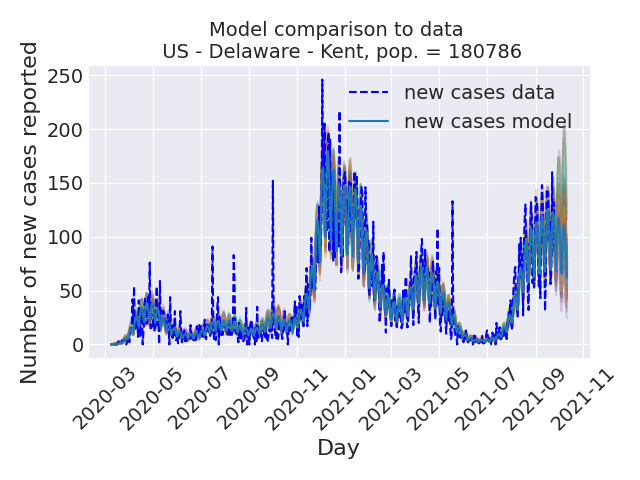 Model comparison to data
US - Delaware - Kent, pop. = 180786
Number of new cases reported
250
200
150
100
50
0
new cases data
new cases model
2020-03
2020-05
2020-07
2020-09
2020-11
2021-01
2021-03
2021-05
2021-07
2021-09
2021-11
Day